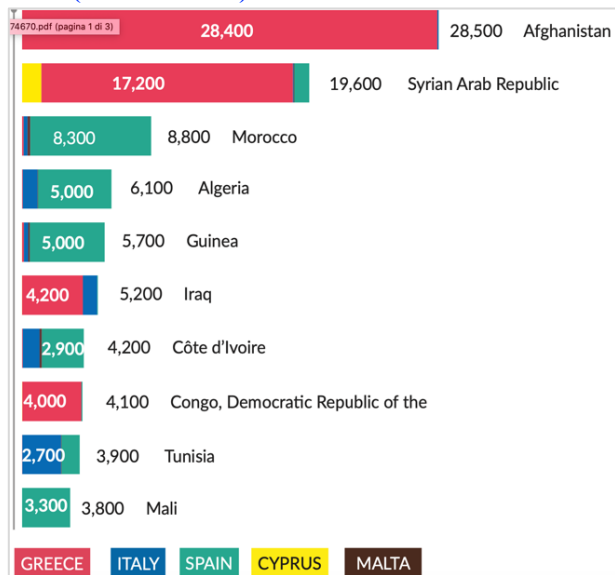 74670.pdf (pagina 1 di 3)
28,400 28,500 Afghanistan
17,200 19,600 Syrian Arab Republic
8,300 8,800 Morocco
5,000 6,100 Algeria
5,000 5,700 Guinea
4,200 5,200 Iraq
2,900 4,200 Côte d'Ivoire
4,000 4,100 Congo, Democratic Republic of the
2,700 3,900 Tunisia
3,300 3,800 Mali
GREECE ITALY SPAIN CYPRUS MALTA